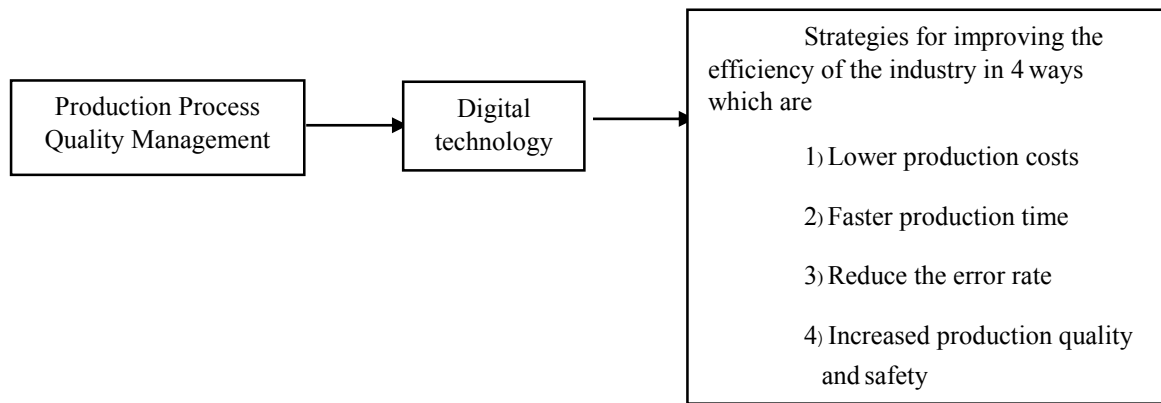 Production Process
Quality Management
Digital
technology
Strategies for improving the
efficiency of the industry in 4 ways
which are
1) Lower production costs
2) Faster production time
3) Reduce the error rate
4) Increased production quality
and safety